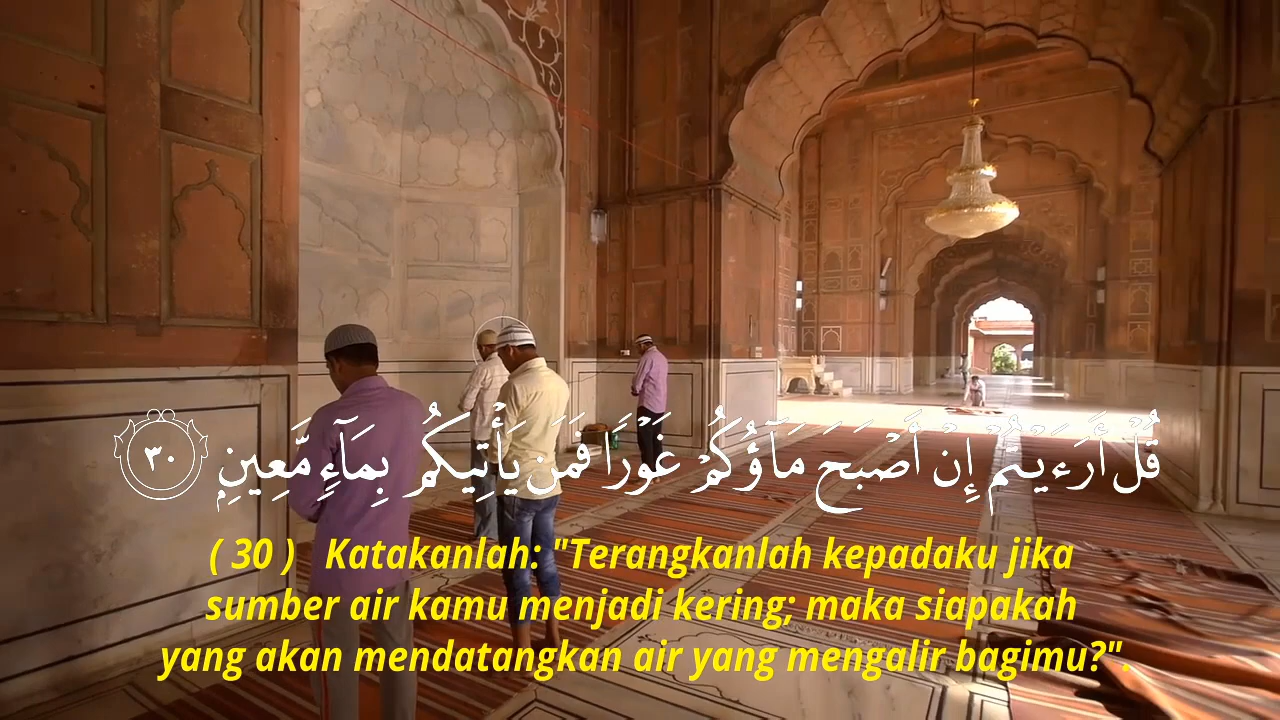 قُلْ أَرَءَيْتُمْ إِنْ أَصْبَحَ مَآؤُكُمْ غَوْرًا فَمَن يَأْتِيكُم بِمَآءٍ مَّعِينٍ ٣٠
( 30 ) Katakanlah: "Terangkanlah kepadaku jika
sumber air kamu menjadi kering; maka siapakah
yang akan mendatangkan air yang mengalir bagimu?".